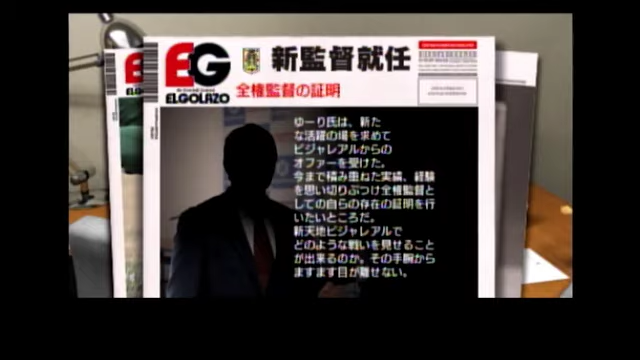 EG
新監督就任
ELGOLAZO
全権監督の証明
ゆーり氏は、新た
な活躍の場を求めて
ビジャレアルからの
オファーを受けた。
今まで積み重ねた実績、経験
を思い切りぶつけ全権監督と
しての自らの存在の証明を行
いたいところだ。
新天地ビジャレアルで
どのような戦いを見せること
が出来るのか。その手腕から
ますます目が離せない。